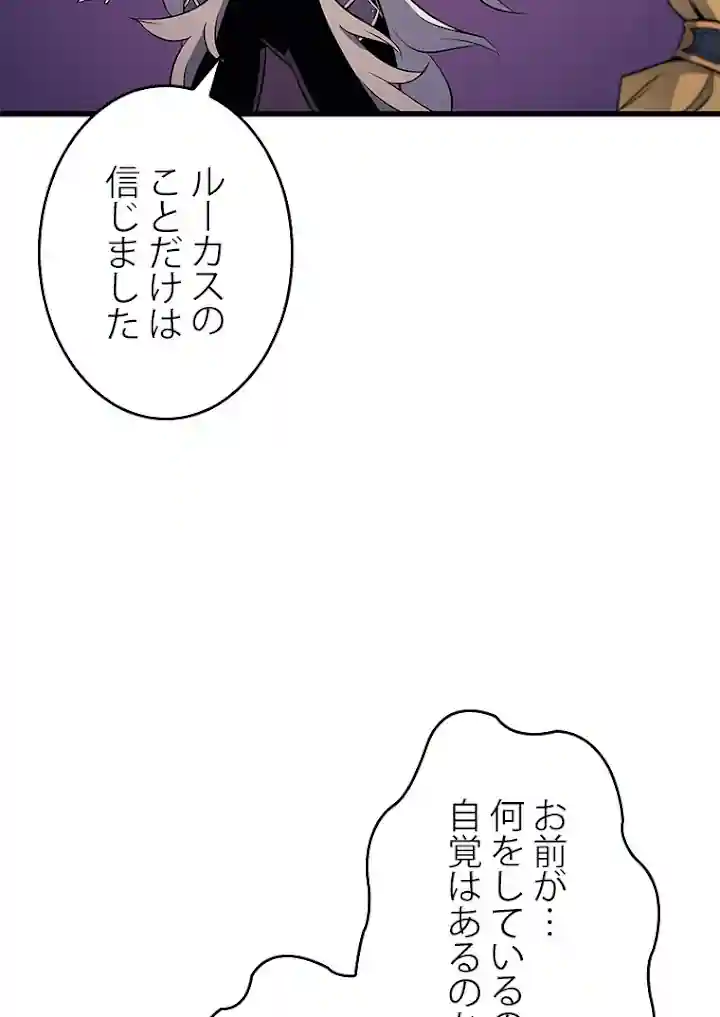 ルーカスの
ことだけは
信じました
お前が…
何をしているの
自覚はあるのか